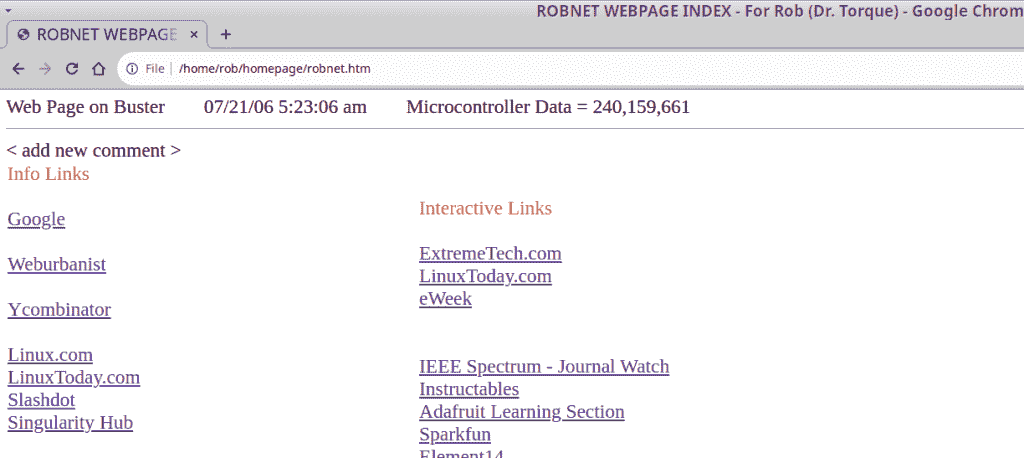 ROBNET WEBPAGE INDEX - For Rob (Dr. Torque) - Google Chrom
ROBNET WEBPAGE
File /home/rob/homepage/robnet.htm
Web Page on Buster 07/21/06 5:23:06 am Microcontroller Data = 240,159,661
< add new comment >
Info Links
Google
Weburbanist
Ycombinator
Linux.com
LinuxToday.com
Slashdot
Singularity Hub
Interactive Links
ExtremeTech.com
LinuxToday.com
eWeek
IEEE Spectrum - Journal Watch
Instructables
Adafruit Learning Section
Sparkfun
Element14